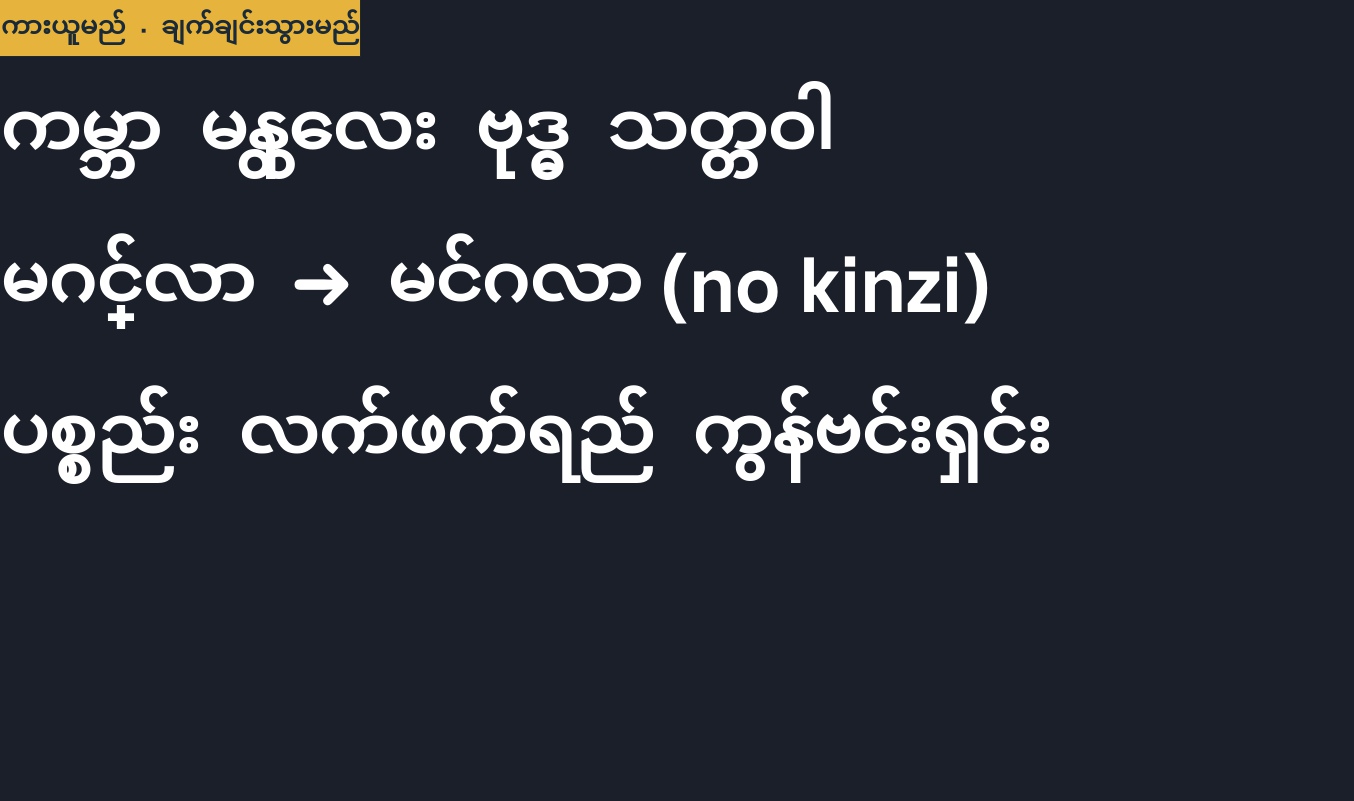 ကားယူမည် . ချက်ချင်းသွားမည်
ကမ္ဘာ မန္ထလေး ဗုဒ္ဓ သတ္တဝါ
မဂင်္လာ → မင်ဂလာ (no kinzi)
ပစ္စည်း လက်ဖက်ရည် ကွန်ဗင်းရှင်း